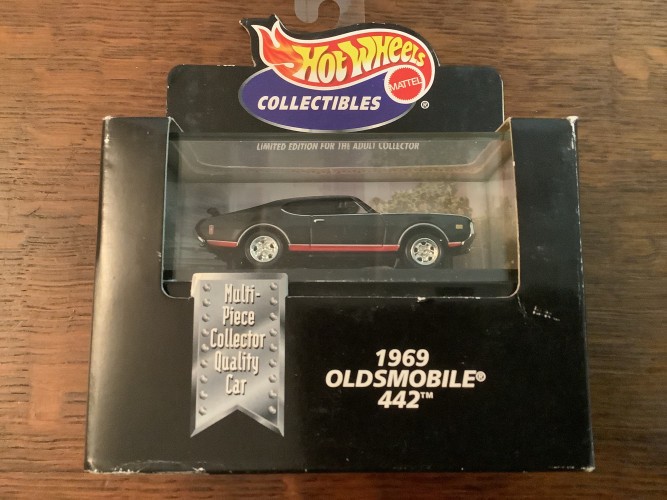 HOT WHEELS
MATTEL
COLLECTIBLES ®
LIMITED EDITION FOR THE ADULT COLLECTOR
Multi-
Piece
Collector
Quality
Car
1969
OLDSMOBILE®
442™